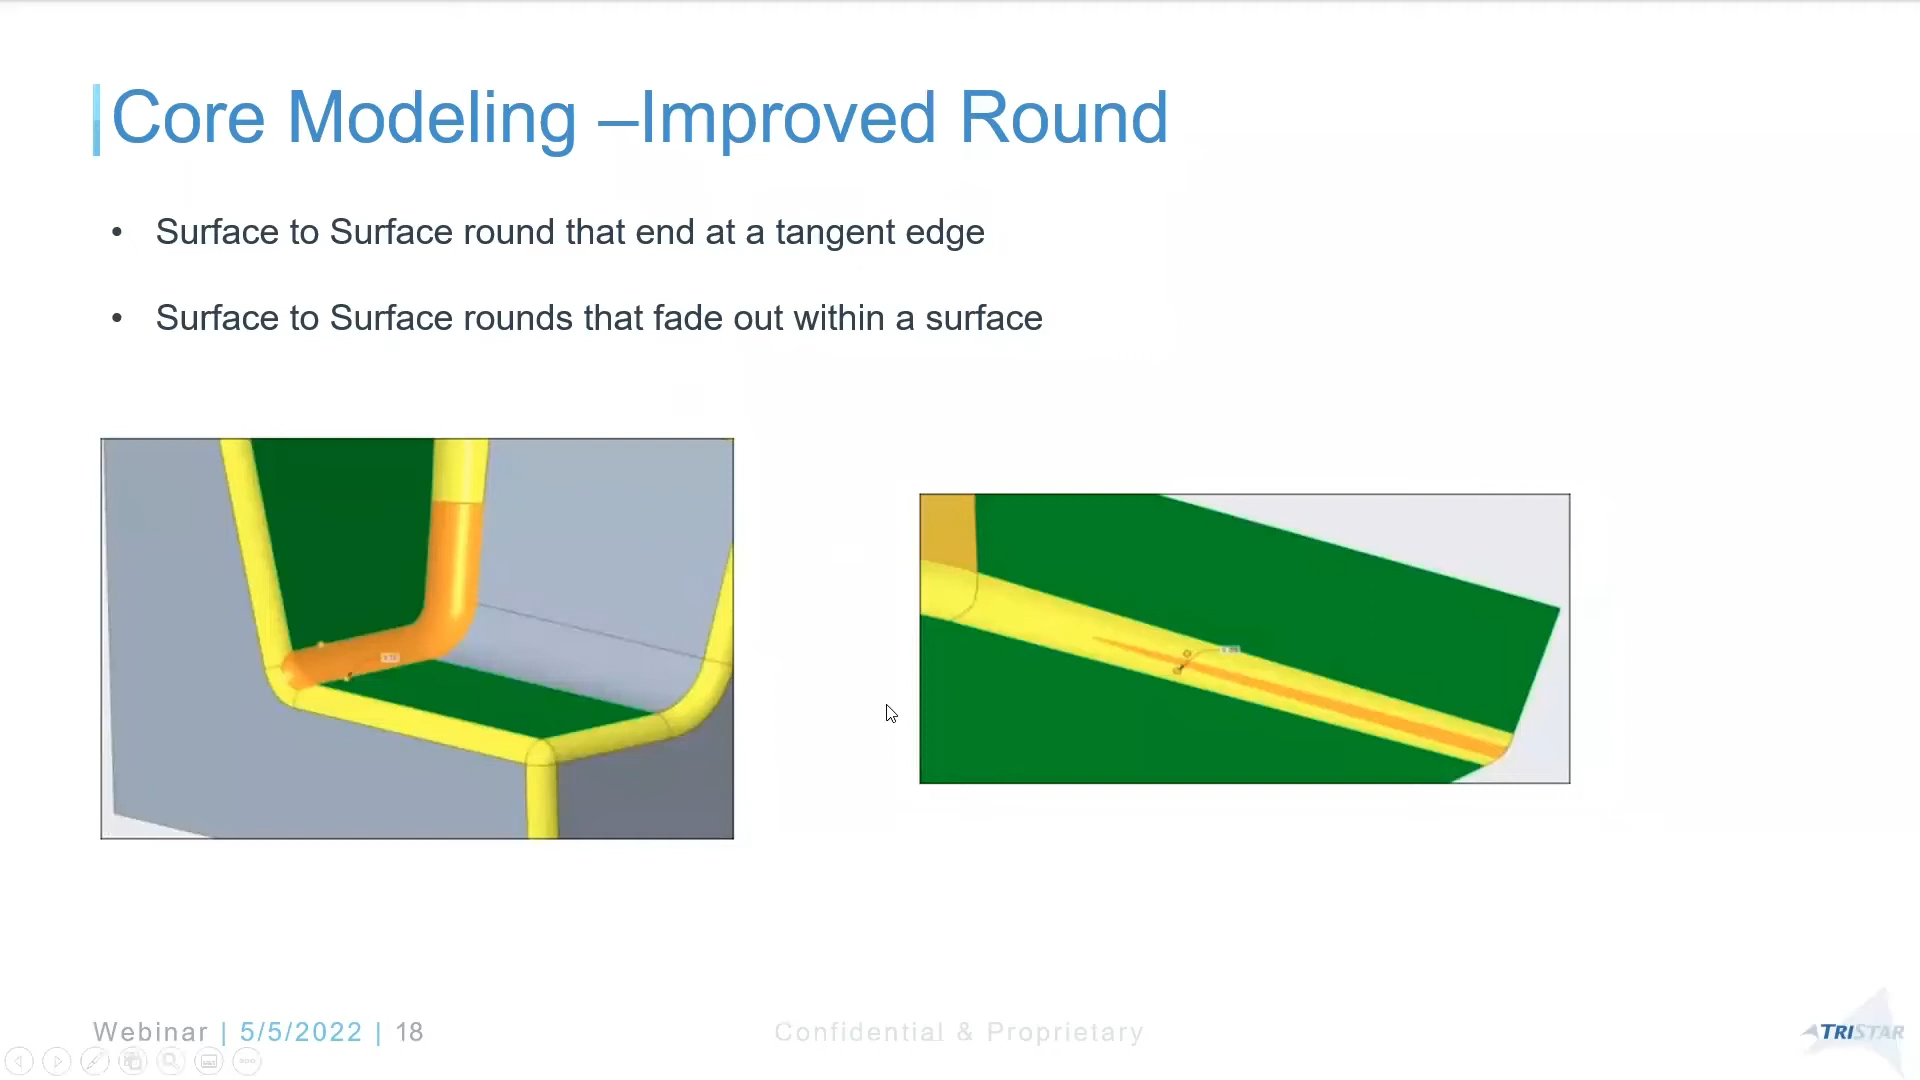 Core Modeling –Improved Round
• Surface to Surface round that end at a tangent edge
• Surface to Surface rounds that fade out within a surface
Webinar | 5/5/2022 | 18
Confidential & Proprietary
TRISTAR